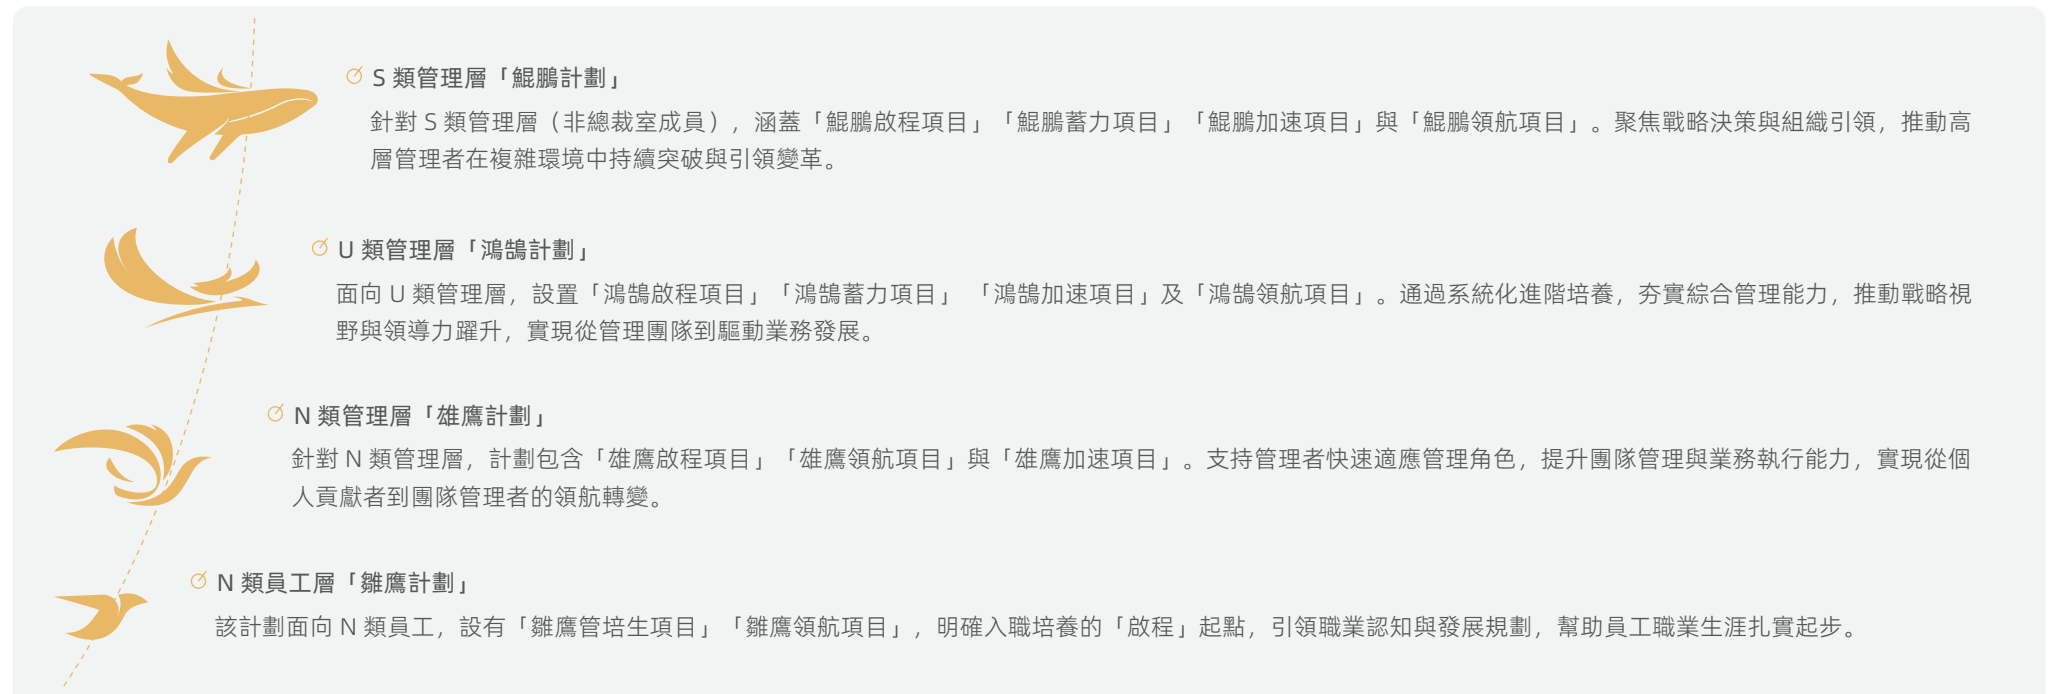 S 類管理層「鯤鵬計劃」
針對 S 類管理層（非總裁室成員），涵蓋「鯤鵬啟程項目」「鯤鵬蓄力項目」「鯤鵬加速項目」與「鯤鵬領航項目」。聚焦戰略決策與組織引領，推動高
層管理者在複雜環境中持續突破與引領變革。
U 類管理層「鴻鵠計劃」
面向 U 類管理層，設置「鴻鵠啟程項目」「鴻鵠蓄力項目」 「鴻鵠加速項目」及「鴻鵠領航項目」。通過系統化進階培養，夯實綜合管理能力，推動戰略視
野與領導力躍升，實現從管理團隊到驅動業務發展。
N 類管理層「雄鷹計劃」
針對 N 類管理層，計劃包含「雄鷹啟程項目」「雄鷹領航項目」與「雄鷹加速項目」。支持管理者快速適應管理角色，提升團隊管理與業務執行能力，實現從個
人貢獻者到團隊管理者的領航轉變。
N 類員工層「雛鷹計劃」
該計劃面向 N 類員工，設有「雛鷹管培生項目」「雛鷹領航項目」，明確入職培養的「啟程」起點，引領職業認知與發展規劃，幫助員工職業生涯扎實起步。